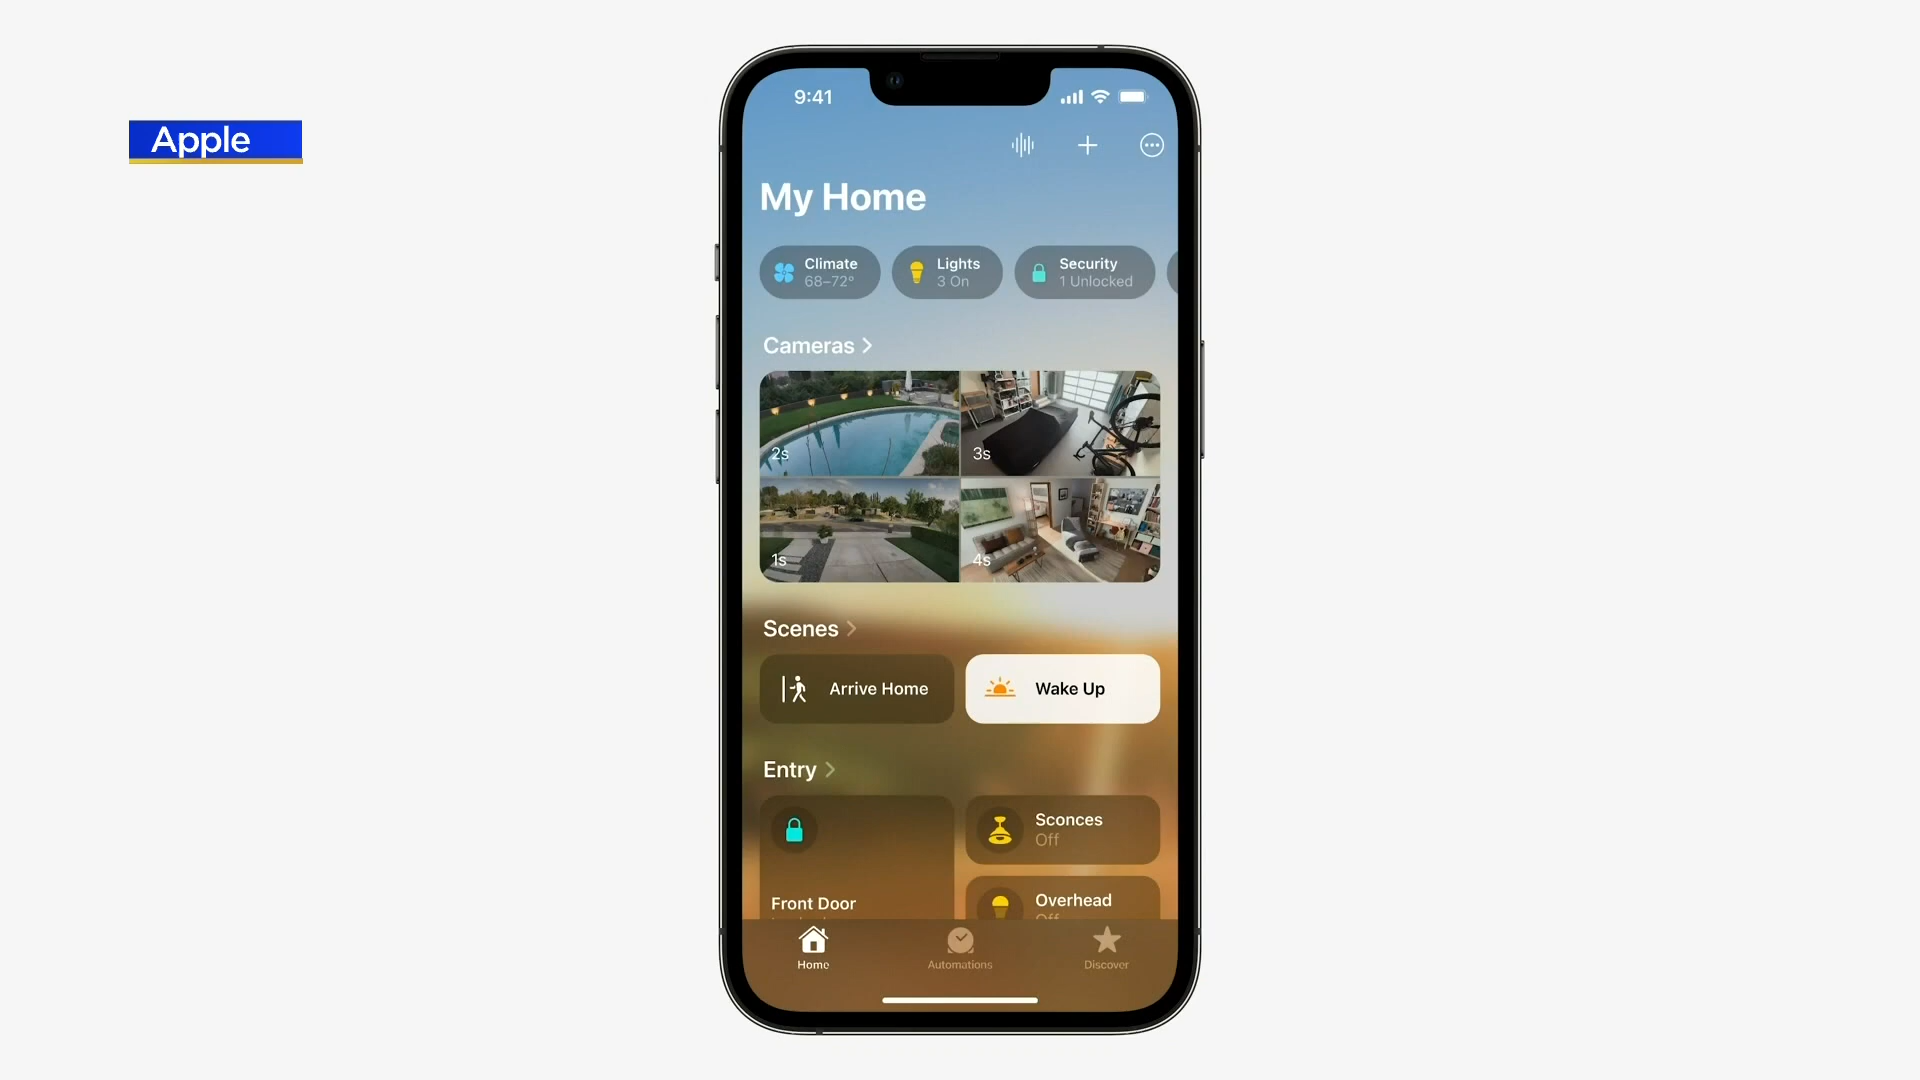 Apple
9:41
My Home
Climate
68–72°
Lights
3 On
Security
1 Unlocked
Cameras
2s
3s
1s
4s
Scenes
Arrive Home
Wake Up
Entry
Sconces
Off
Front Door
Overhead
Off
Home
Automations
Discover